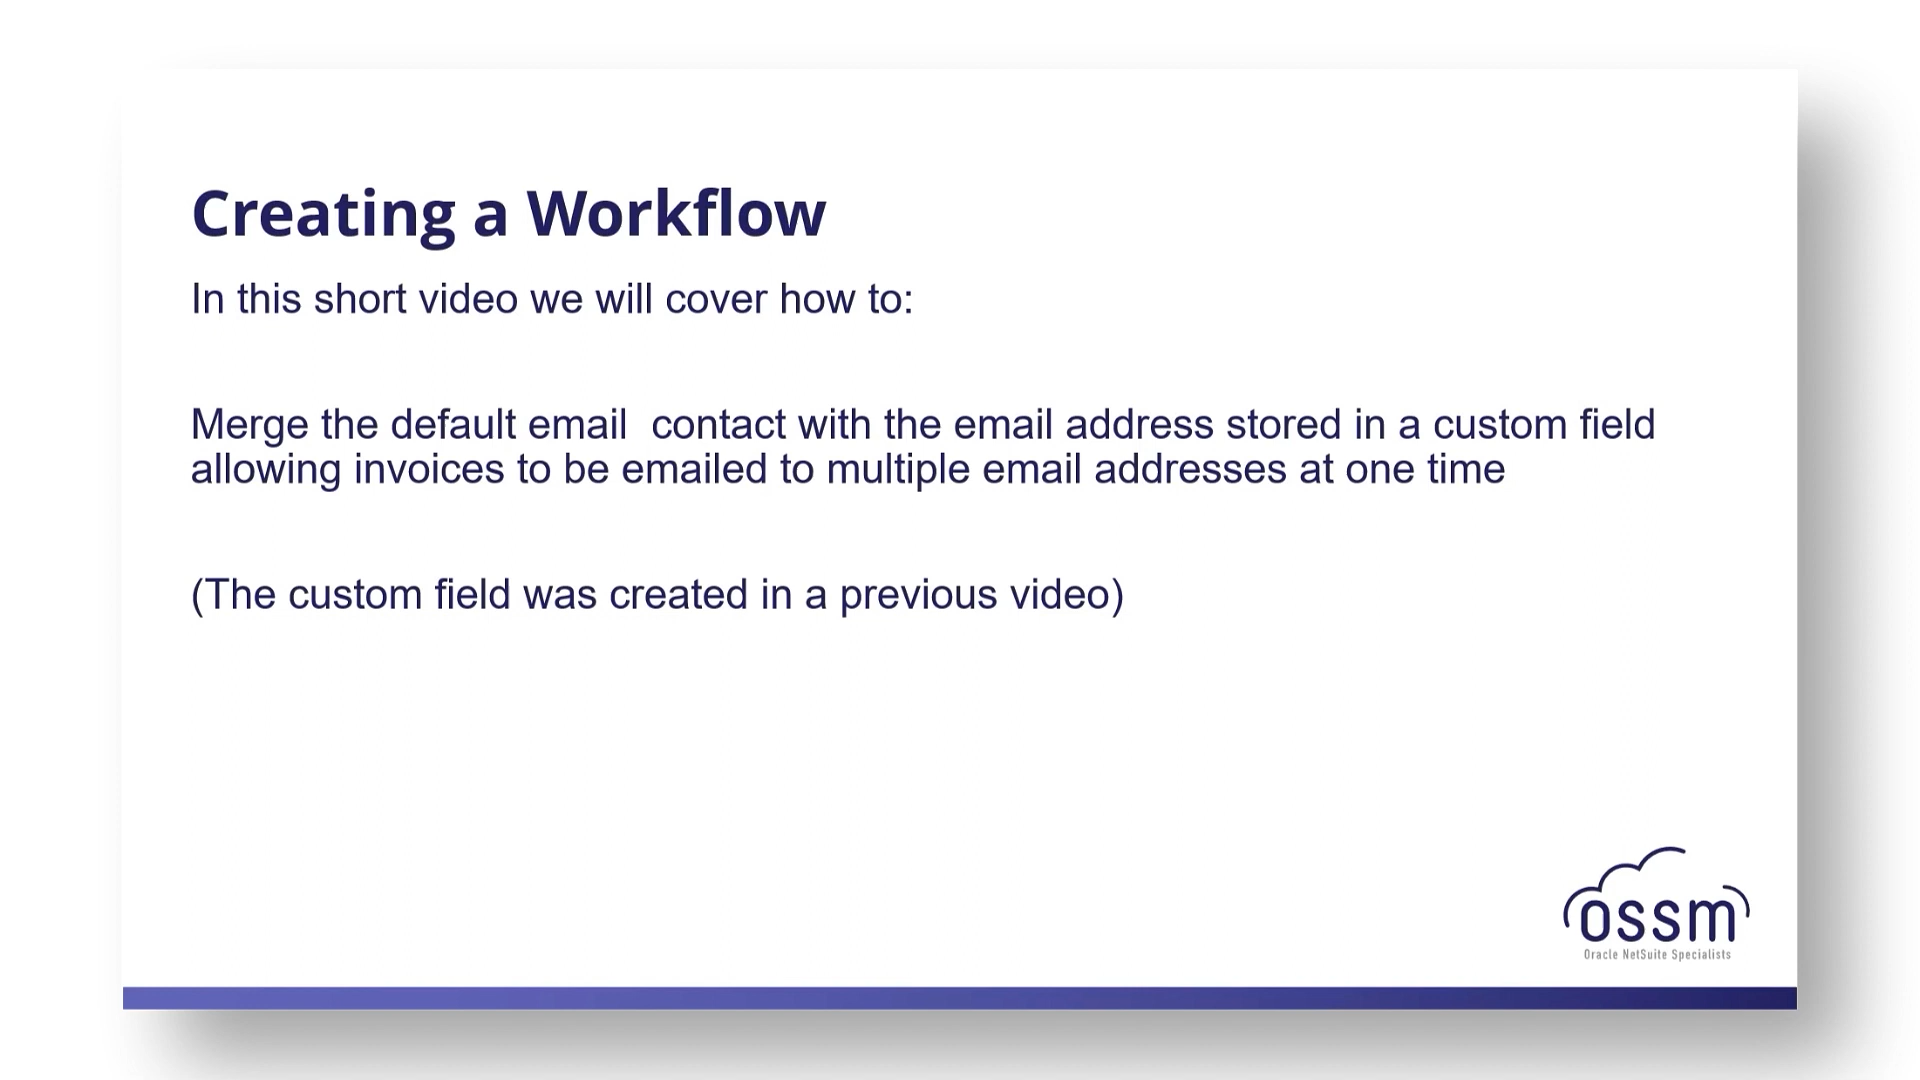 Creating a Workflow
In this short video we will cover how to:
Merge the default email  contact with the email address stored in a custom field
allowing invoices to be emailed to multiple email addresses at one time
(The custom field was created in a previous video)
ossm
Oracle NetSuite Specialists